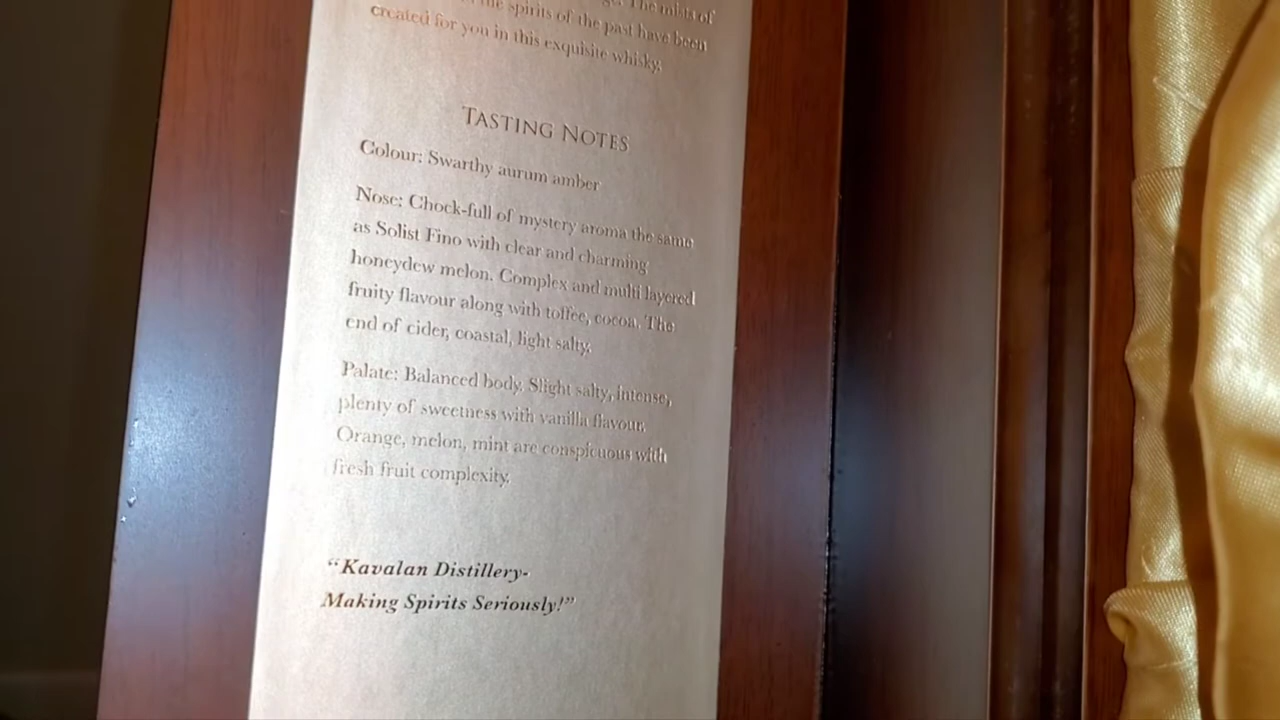 The mists of
the spirits of the past have been
created for you in this exquisite whisky.
TASTING NOTES
Colour: Swarthy aurum amber
Nose: Chock-full of mystery aroma the same
as Solist Fino with clear and charming
honeydew melon. Complex and multi layered
fruity flavour along with toffee, cocoa. The
end of cider, coastal, light salty.
Palate: Balanced body. Slight salty, intense,
plenty of sweetness with vanilla flavour.
Orange, melon, mint are conspicuous with
fresh fruit complexity.
“Kavalan Distillery-
Making Spirits Seriously!”